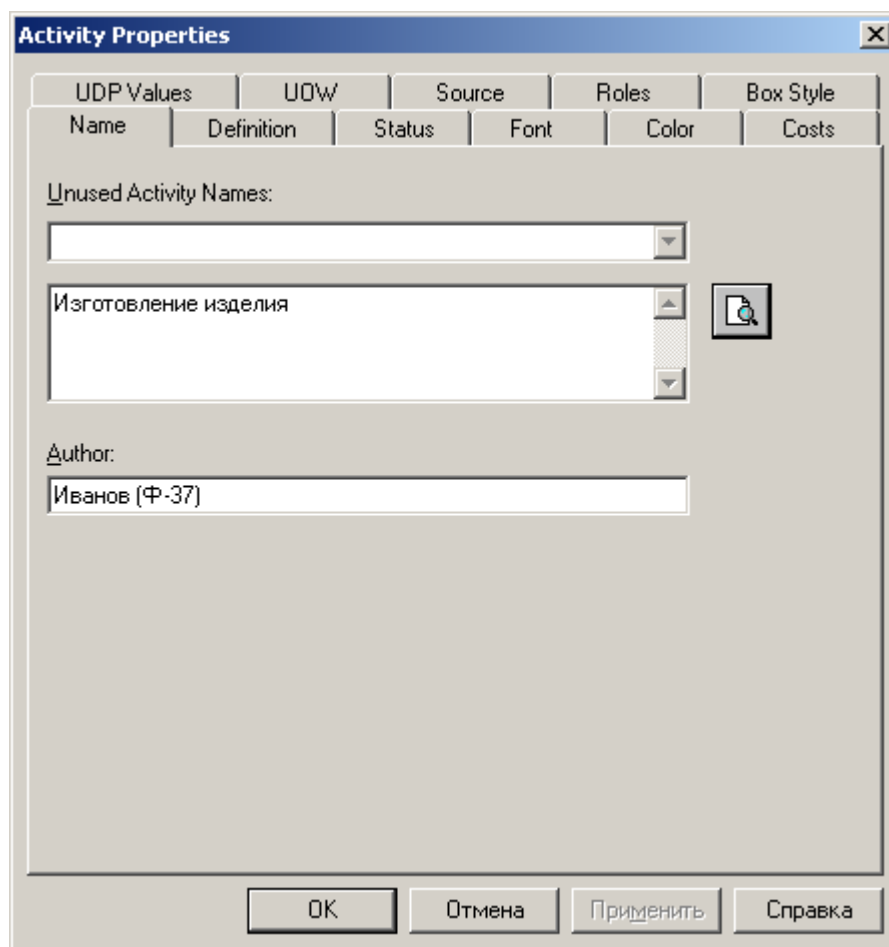 Activity Properties
UDP Values UOW Source Roles Box Style
Name Definition Status Font Color Costs
Unused Activity Names:
Изготовление изделия
Author:
Иванов (Ф-37)
OK Отмена Применить Справка